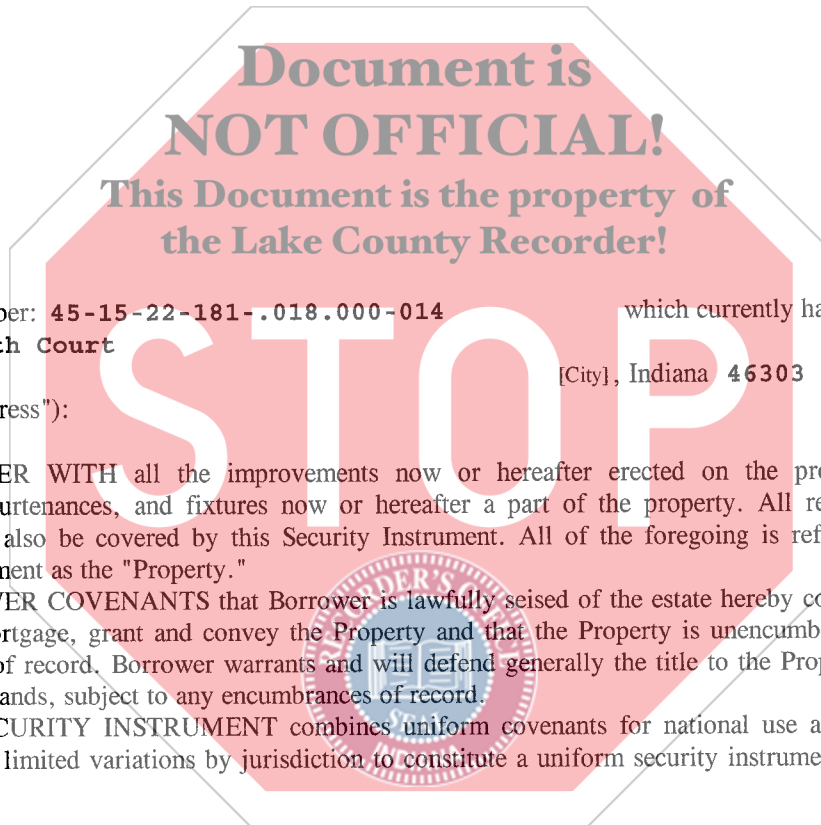 Document is
NOT OFFICIAL!
This Document is the property of
the Lake County Recorder!
ber: 45-15-22-181-.018.000-014 which currently ha
th Court
[City], Indiana 46303
ress"):
STOP
ER WITH all the improvements now or hereafter erected on the pro
urtenances, and fixtures now or hereafter a part of the property. All re
also be covered by this Security Instrument. All of the foregoing is ref
ment as the "Property."
VER COVENANTS that Borrower is lawfully seised of the estate hereby co
ortgage, grant and convey the Property and that the Property is unencumb
of record. Borrower warrants and will defend generally the title to the Prop
ands, subject to any encumbrances of record.
CURITY INSTRUMENT combines uniform covenants for national use a
limited variations by jurisdiction to constitute a uniform security instrume
RECORDER'S OFFICE
SEAL
INDIANA